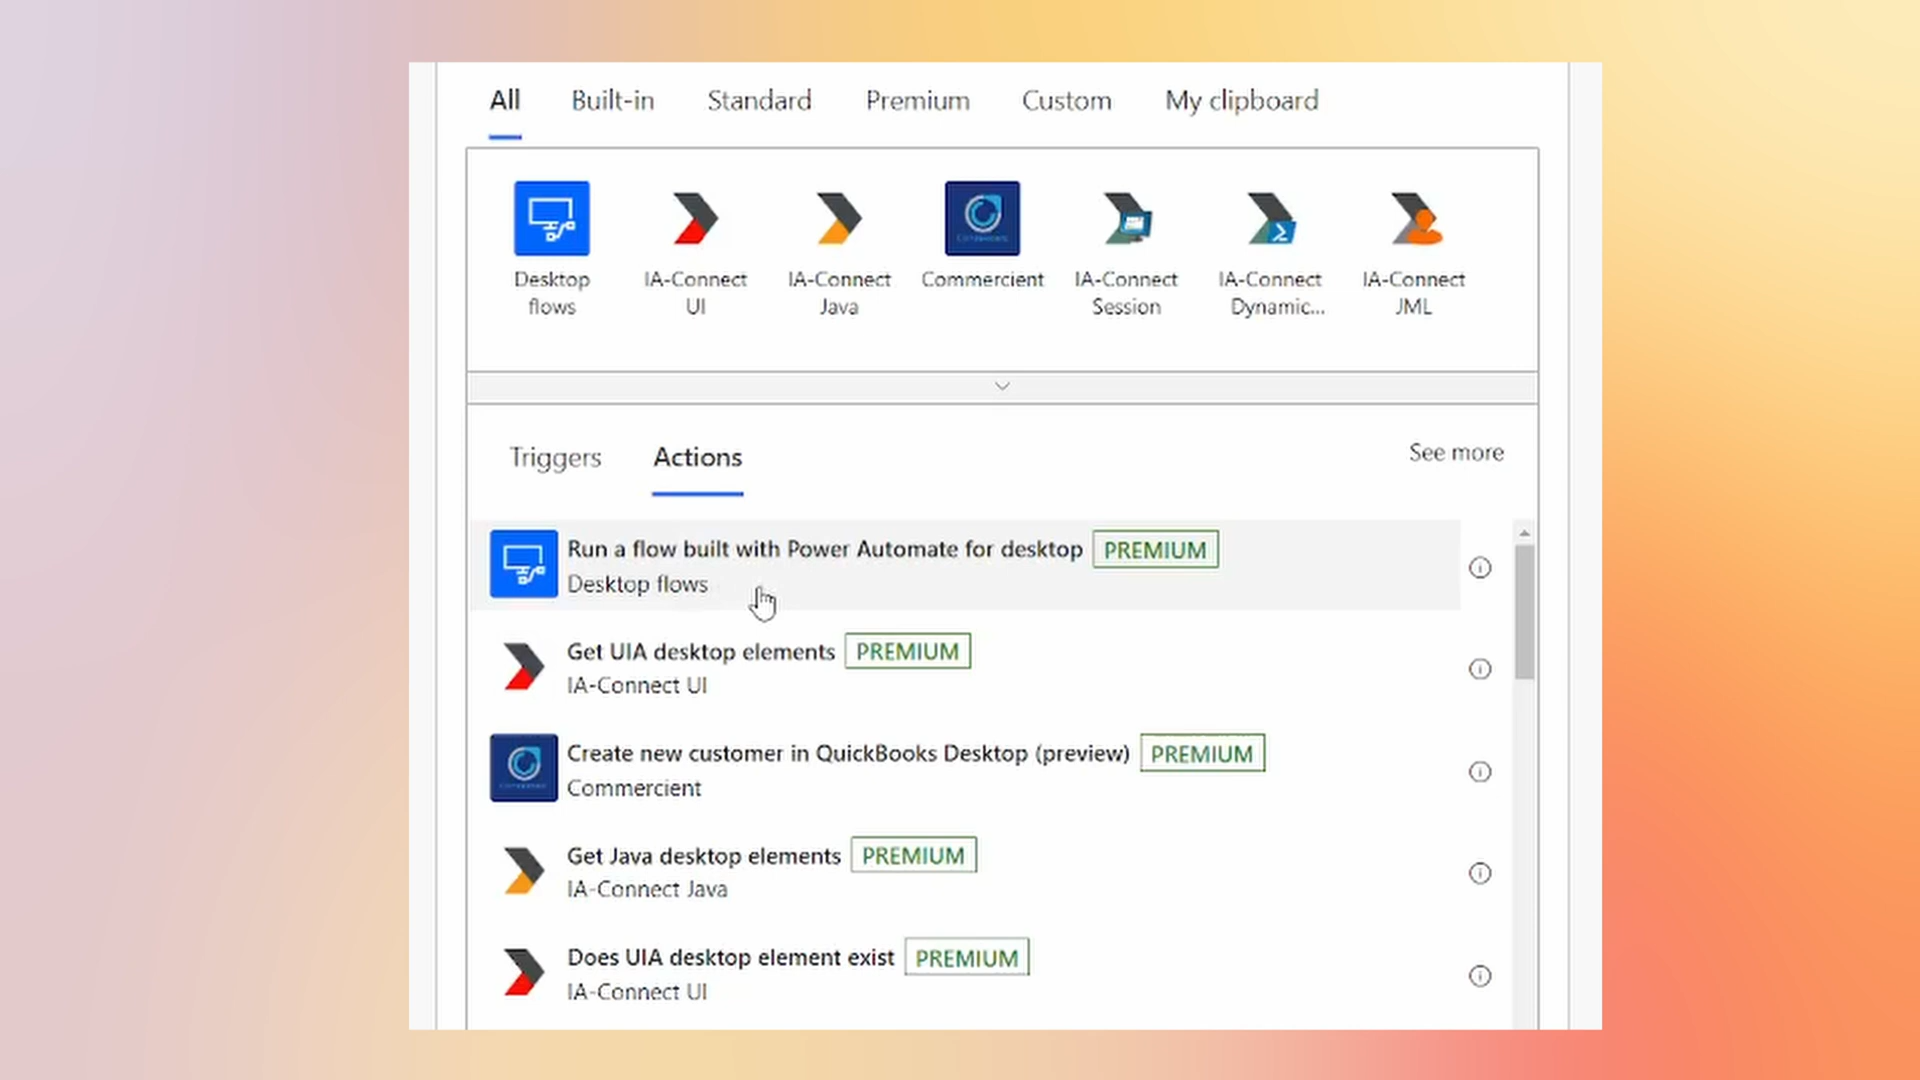 All Built-in Standard Premium Custom My clipboard
Desktop flows
IA-Connect UI
IA-Connect Java
Commercient
IA-Connect Session
IA-Connect Dynamic...
IA-Connect JML
Triggers Actions See more
Run a flow built with Power Automate for desktop PREMIUM
Desktop flows
Get UIA desktop elements PREMIUM
IA-Connect UI
Create new customer in QuickBooks Desktop (preview) PREMIUM
Commercient
Get Java desktop elements PREMIUM
IA-Connect Java
Does UIA desktop element exist PREMIUM
IA-Connect UI